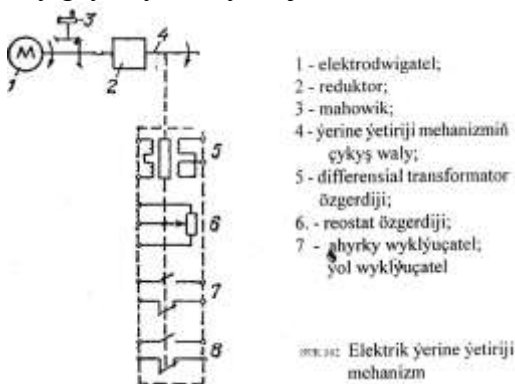 3
M
1
2
4
5
6
7
8
1 - elektrodwigatel;
2 - reduktor;
3 - mahowik;
4 - ýerine ýetiriji mehanizmiň
çykyş waly;
5 - differensial transformator
özgerdiji;
6. - reostat özgerdiji;
7 - ahyrky wyklýuçatel;
ýol wyklýuçatel
Elektrik ýerine ýetiriji
mehanizm